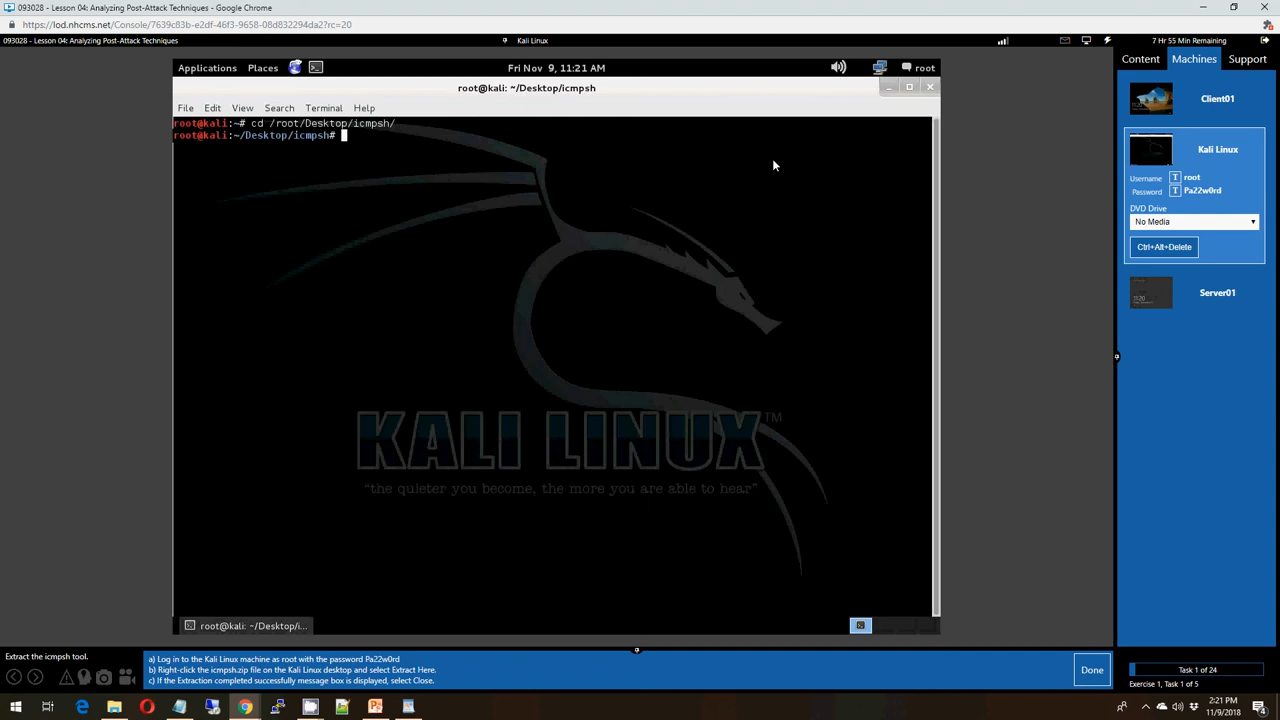 093028 - Lesson 04: Analyzing Post-Attack Techniques - Google Chrome
https://lod.nhcms.net/Console/7639c83b-e2df-46f3-9658-08d832294da2?rc=20
093028 - Lesson 04: Analyzing Post-Attack Techniques
Kali Linux
7 Hr 55 Min Remaining
Applications Places Fri Nov 9, 11:21 AM root
root@kali: ~/Desktop/icmpsh
File Edit View Search Terminal Help
root@kali:~# cd /root/Desktop/icmpsh/
root@kali:~/Desktop/icmpsh#
KALI LINUX™
"the quieter you become, the more you are able to hear"
root@kali: ~/Desktop/i...
Content Machines Support
Client01
Kali Linux
Username T root
Password T Pa22w0rd
DVD Drive
No Media
Ctrl+Alt+Delete
Server01
Extract the icmpsh tool.
a) Log in to the Kali Linux machine as root with the password Pa22w0rd
b) Right-click the icmpsh.zip file on the Kali Linux desktop and select Extract Here.
c) If the Extraction completed successfully message box is displayed, select Close.
Done
Task 1 of 24
Exercise 1, Task 1 of 5
2:21 PM
11/9/2018